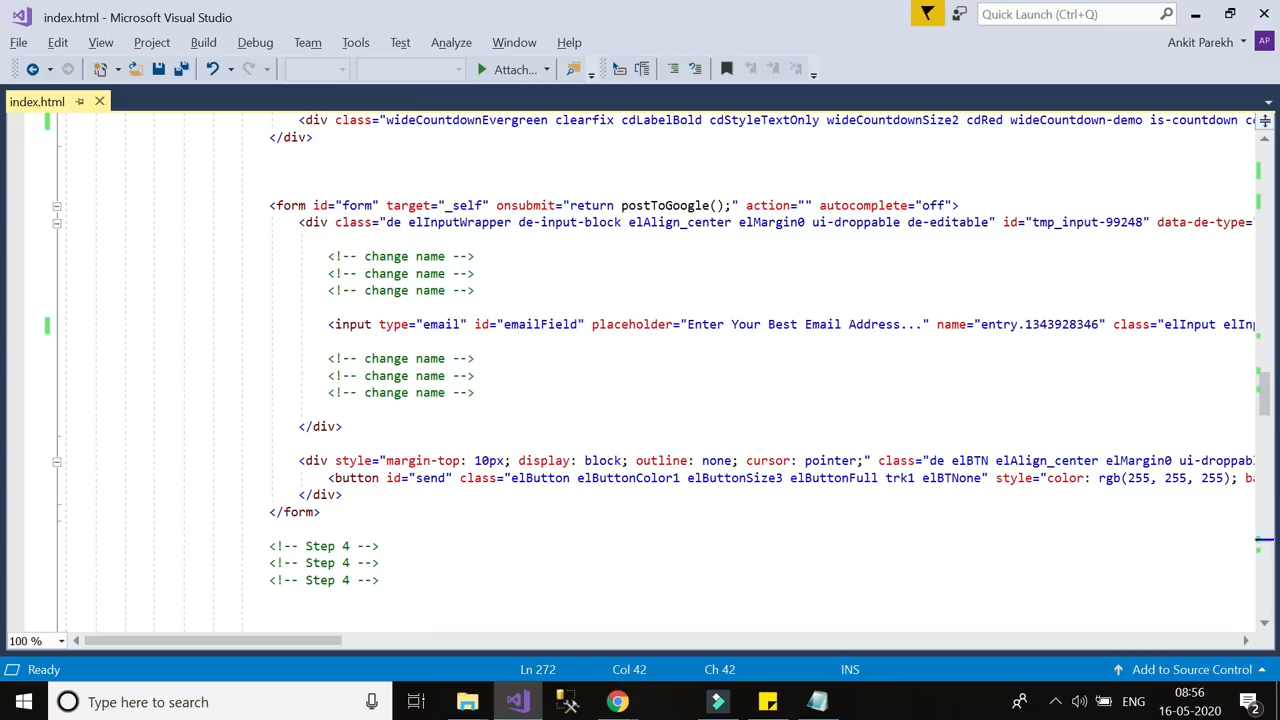 index.html - Microsoft Visual Studio
Quick Launch (Ctrl+Q)
File Edit View Project Build Debug Team Tools Test Analyze Window Help
Ankit Parekh AP
Attach...
index.html
<div class="wideCountdownEvergreen clearfix cdLabelBold cdStyleTextOnly wideCountdownSize2 cdRed wideCountdown-demo is-countdown
</div>
<form id="form" target="_self" onsubmit="return postToGoogle();" action="" autocomplete="off">
<div class="de elInputWrapper de-input-block elAlign_center elMargin0 ui-droppable de-editable" id="tmp_input-99248" data-de-type="
<!-- change name -->
<!-- change name -->
<!-- change name -->
<input type="email" id="emailField" placeholder="Enter Your Best Email Address..." name="entry.1343928346" class="elInput elInp
<!-- change name -->
<!-- change name -->
<!-- change name -->
</div>
<div style="margin-top: 10px; display: block; outline: none; cursor: pointer;" class="de elBTN elAlign_center elMargin0 ui-droppabl
<button id="send" class="elButton elButtonColor1 elButtonSize3 elButtonFull trk1 elBTNone" style="color: rgb(255, 255, 255); ba
</div>
</form>
<!-- Step 4 -->
<!-- Step 4 -->
<!-- Step 4 -->
100 %
Ready Ln 272 Col 42 Ch 42 INS Add to Source Control
Type here to search
ENG
08:56
16-05-2020
2